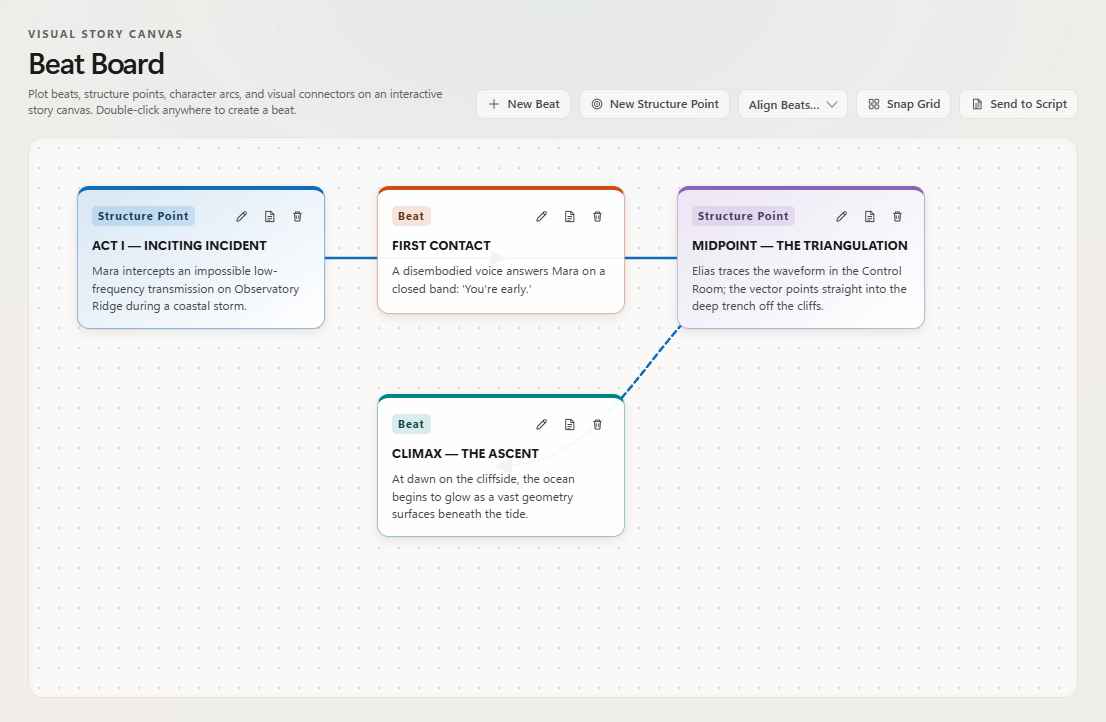 VISUAL STORY CANVAS
Beat Board
Plot beats, structure points, character arcs, and visual connectors on an interactive
story canvas. Double-click anywhere to create a beat.
New Beat
New Structure Point
Align Beats...
Snap Grid
Send to Script
Structure Point
ACT I — INCITING INCIDENT
Mara intercepts an impossible low-
frequency transmission on Observatory
Ridge during a coastal storm.
Beat
FIRST CONTACT
A disembodied voice answers Mara on a
closed band: 'You're early.'
Structure Point
MIDPOINT — THE TRIANGULATION
Elias traces the waveform in the Control
Room; the vector points straight into the
deep trench off the cliffs.
Beat
CLIMAX — THE ASCENT
At dawn on the cliffside, the ocean
begins to glow as a vast geometry
surfaces beneath the tide.